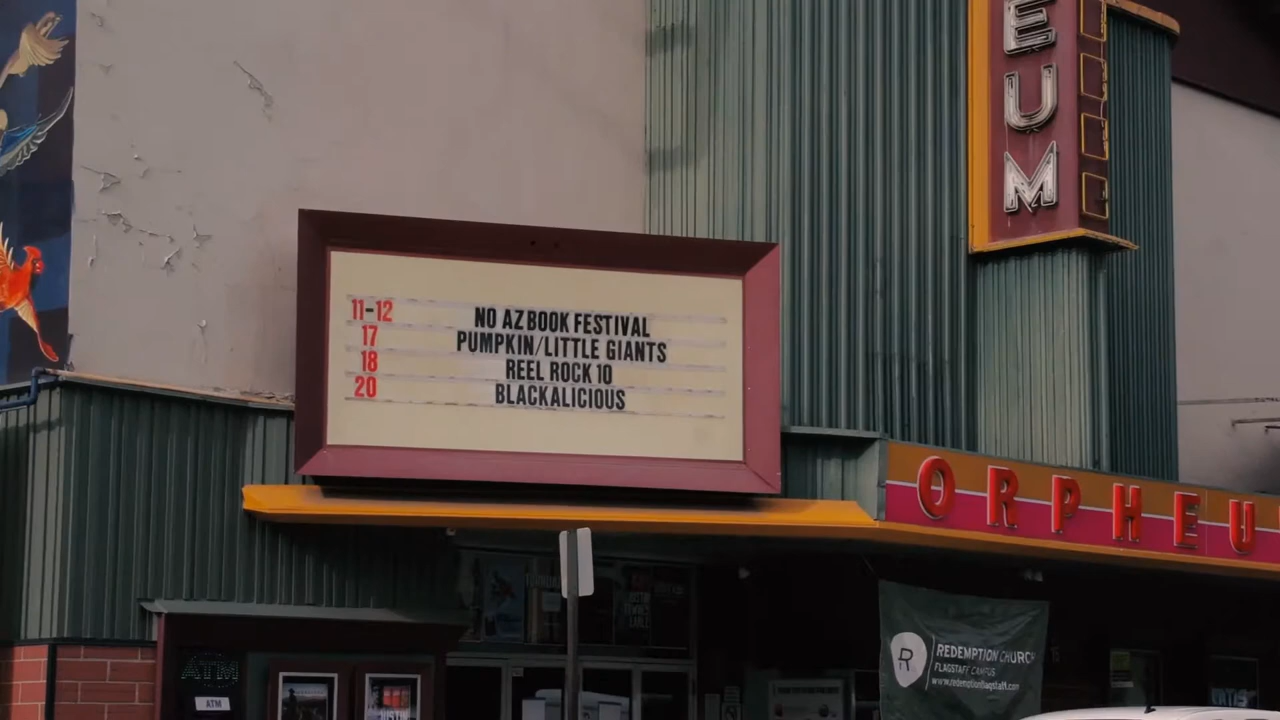 EUM
11-12 NO AZ BOOK FESTIVAL
17 PUMPKIN/LITTLE GIANTS
18 REEL ROCK 10
20 BLACKALICIOUS
ORPHEU
R REDEMPTION CHURCH
FLAGSTAFF CAMPUS
www.redemptionflagstaff.com
ATM
ATM